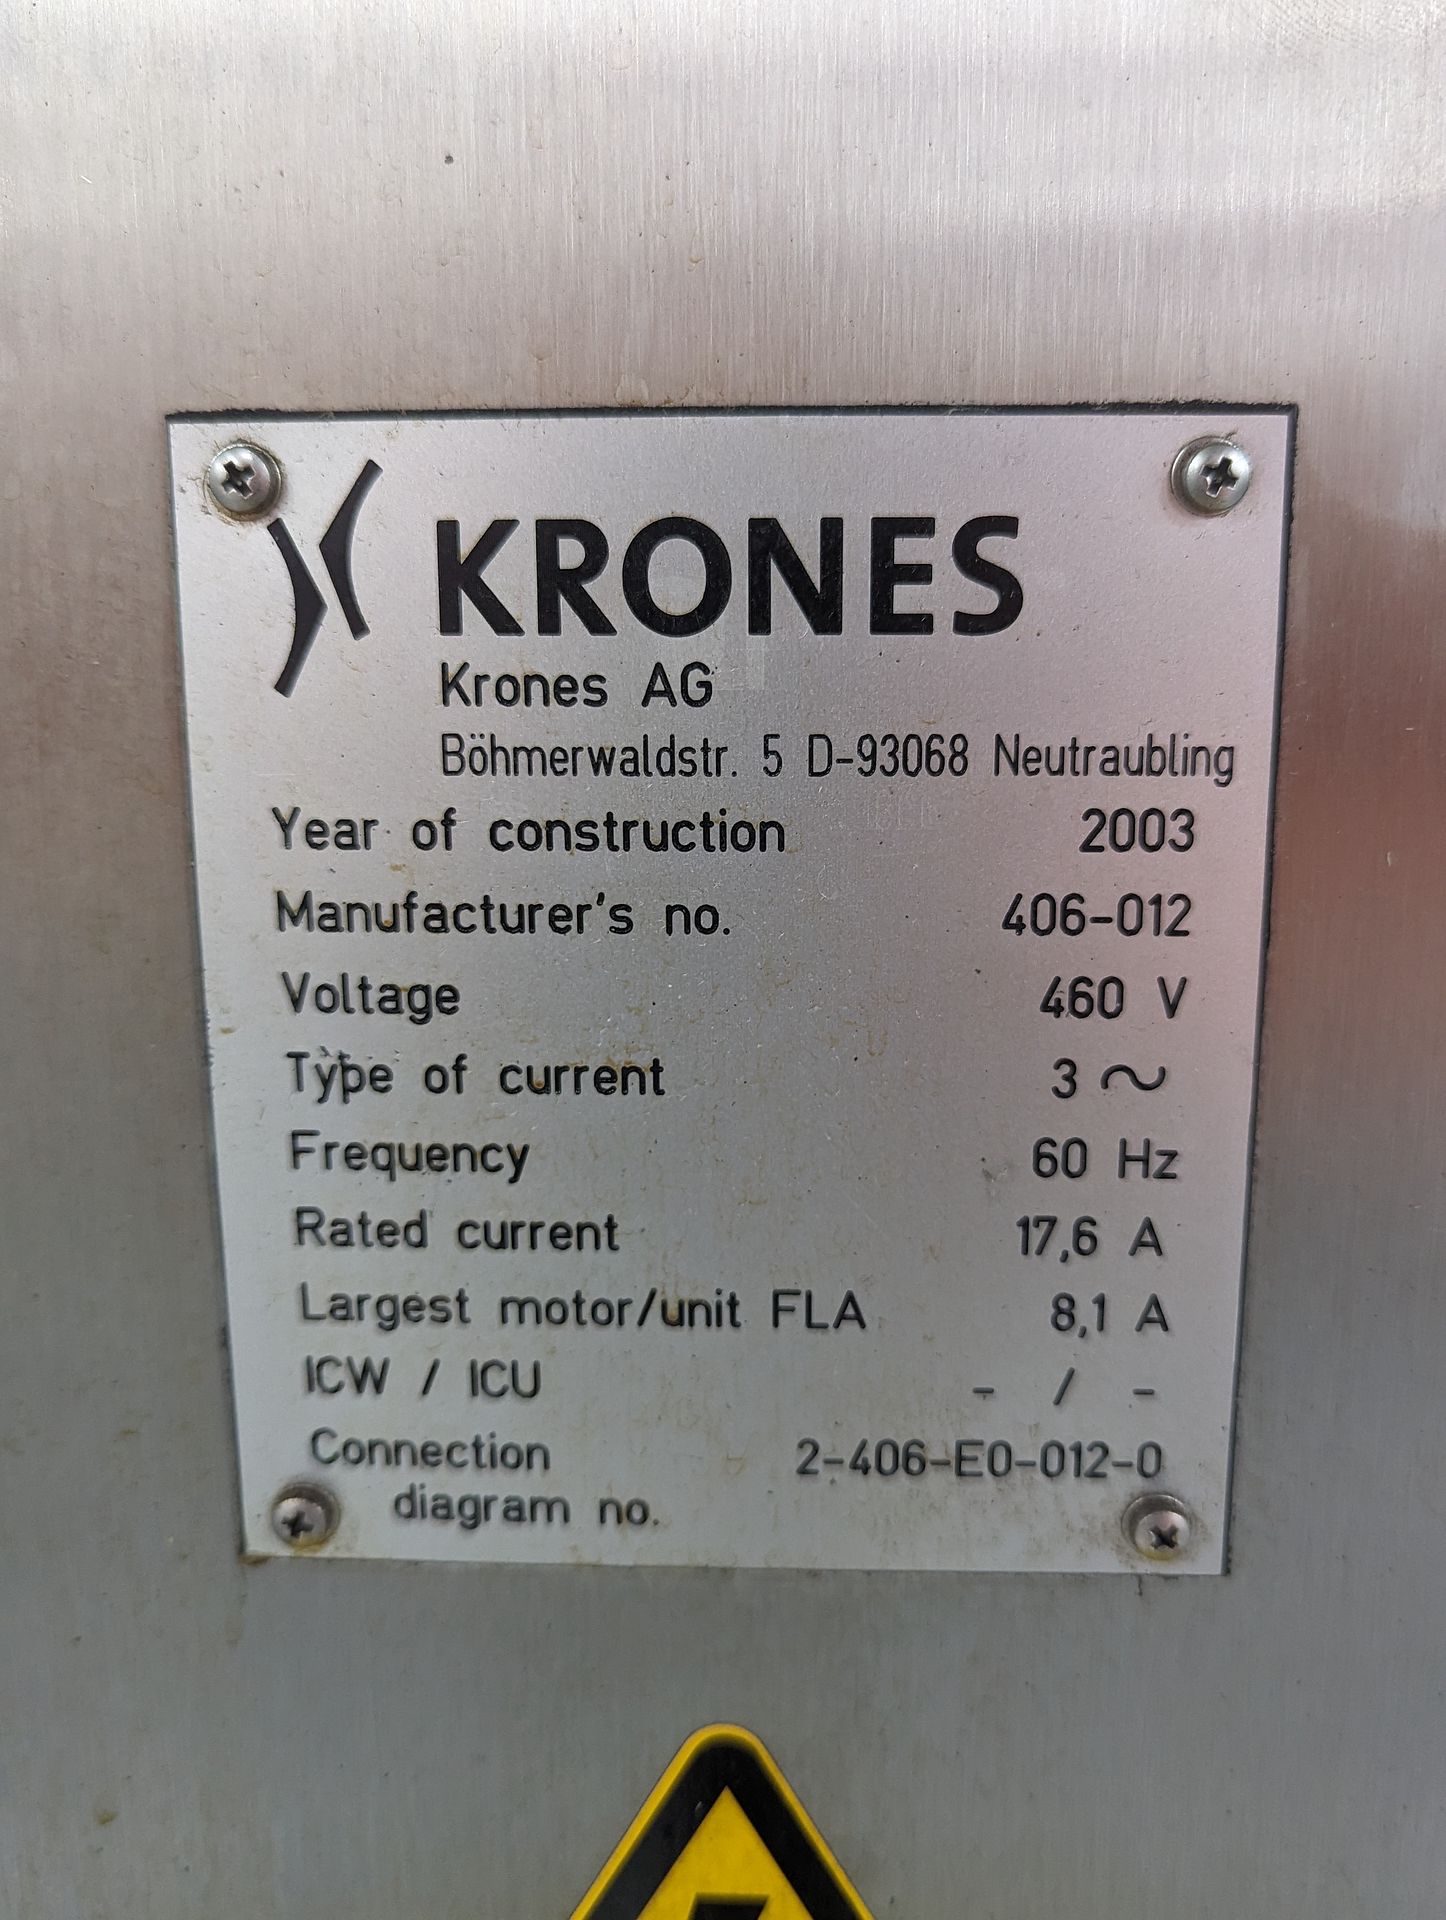 KRONES
Krones AG
Böhmerwaldstr. 5 D-93068 Neutraubling
Year of construction 2003
Manufacturer's no. 406-012
Voltage 460 V
Type of current 3 ~
Frequency 60 Hz
Rated current 17,6 A
Largest motor/unit FLA 8,1 A
ICW / ICU - / -
Connection 2-406-E0-012-0
diagram no.